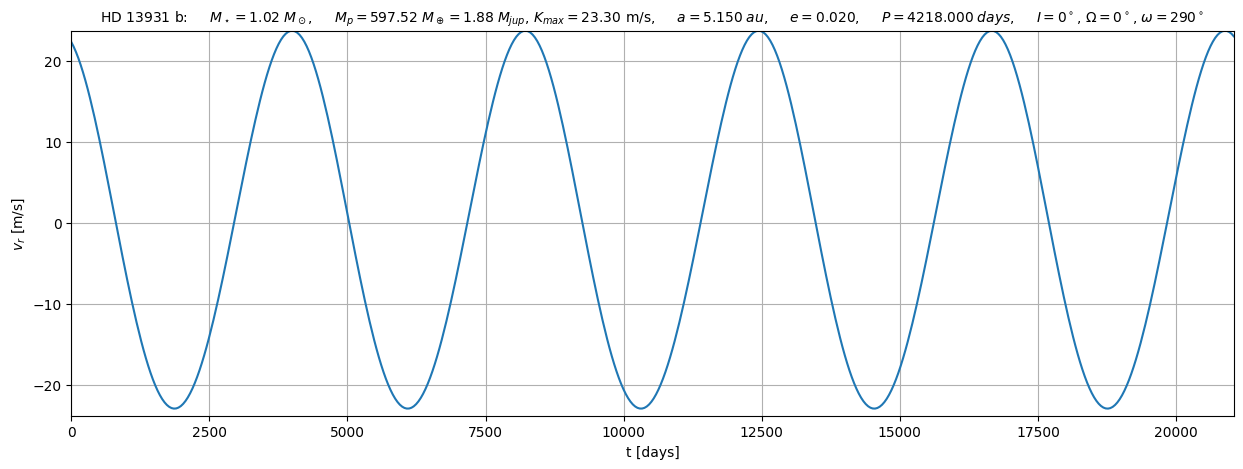 HD 13931 b: M⋆ = 1.02 M⊙, Mp = 597.52 M⊕ = 1.88 Mjup, Kmax = 23.30 m/s, a = 5.150 au, e = 0.020, P = 4218.000 days, I = 0°, Ω = 0°, ω = 290°
20
10
0
−10
−20
vr [m/s]
0 2500 5000 7500 10000 12500 15000 17500 20000
t [days]